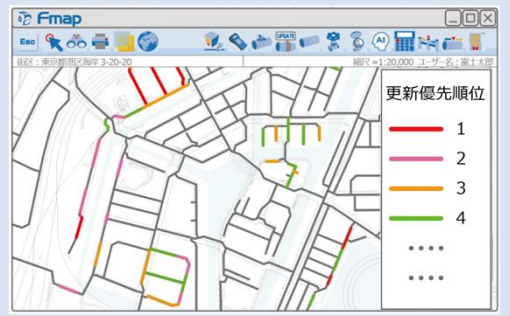 Fmap
Esc
UPDATE
AI
街区:東京都港区海岸 3-20-20
縮尺 =1:20,000 ユーザー名:富士太郎
更新優先順位
1
2
3
4
....
....